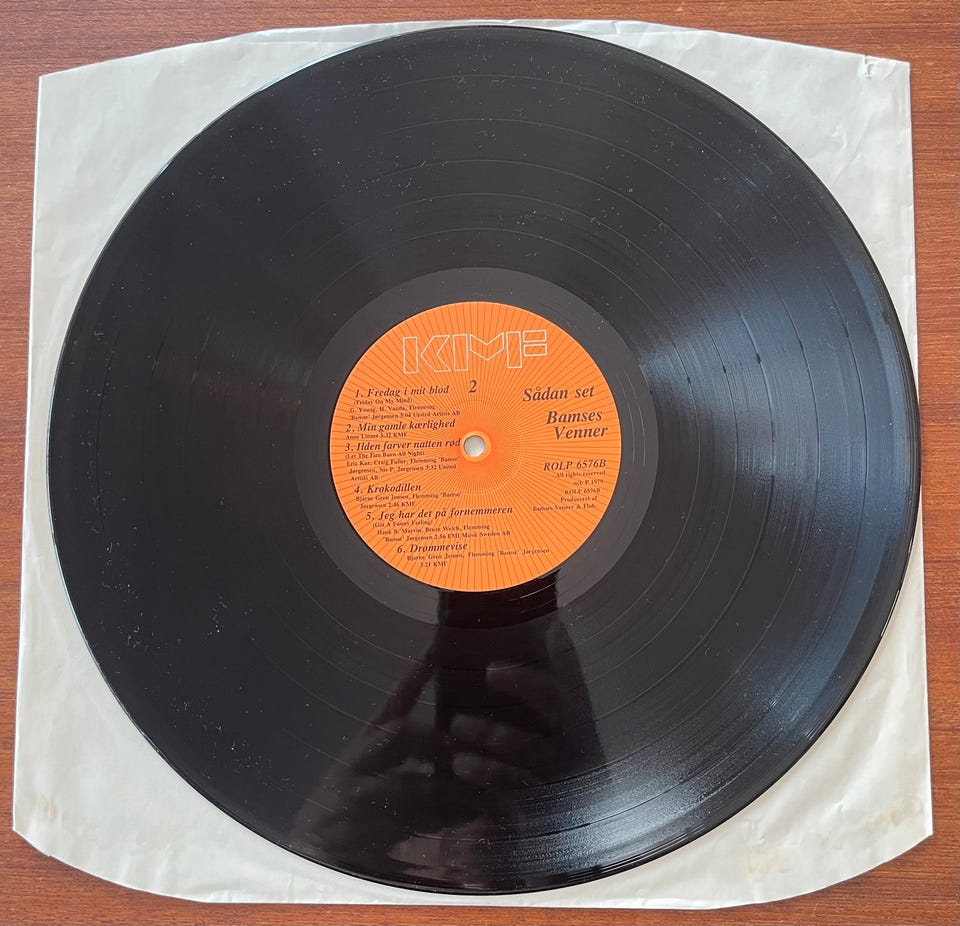 KMF
1. Fredag i mit blod
(Friday On My Mind)
G. Young, H. Vanda, Flemming
"Bamse" Jørgensen 3:04 United Artists AB
2. Min gamle kærlighed
Anne Linnet 3:32 KMF
3. Ilden farver natten rød
(Let The Fire Burn All Night)
Eric Kaz, Craig Fuller, Flemming "Bamse"
Jørgensen, Nis P. Jørgensen 3:32 United
Artists AB
4. Krokodillen
Bjarne Gren Jensen, Flemming "Bamse"
Jørgensen 2:46 KMF
5. Jeg har det på fornemmeren
(Got A Funny Feeling)
Hank B. Marvin, Bruce Welch, Flemming
"Bamse" Jørgensen 2:56 EMI Music Sweden AB
6. Drømmevise
Bjarne Gren Jensen, Flemming "Bamse" Jørgensen
3:21 KMF
2
Sådan set
Bamses
Venner
ROLP 6576B
All rights reserved
ncb P 1979
ROLP 6576B
Produceret af
Bamses Venner & Flub